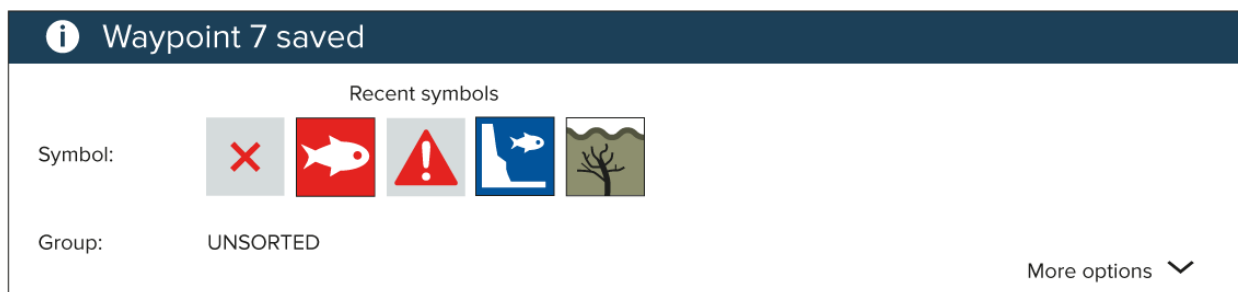 Waypoint 7 saved
Recent symbols
Symbol:
Group: UNSORTED
More options